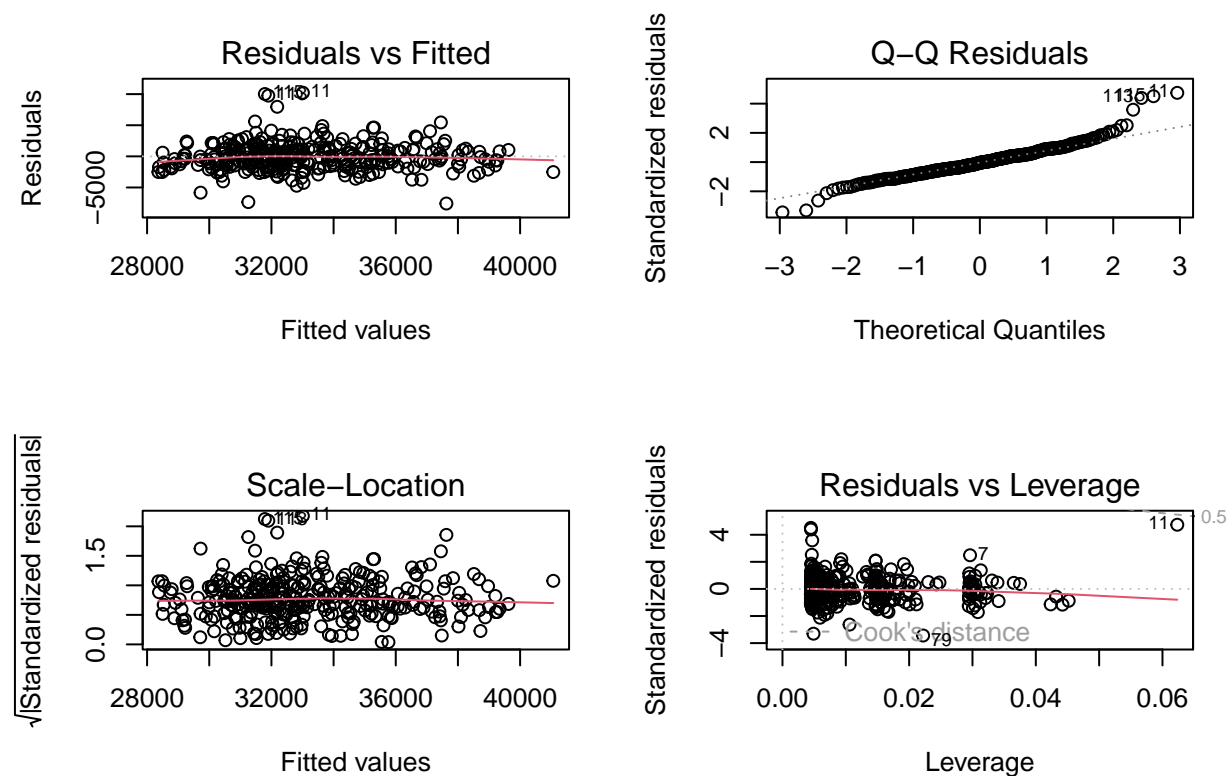 Residuals vs Fitted
Residuals
−5000
11
28000 32000 36000 40000
Fitted values
Q−Q Residuals
Standardized residuals
2
−2
11
−3 −2 −1 0 1 2 3
Theoretical Quantiles
Scale−Location
√|Standardized residuals|
1.5
0.0
11
28000 32000 36000 40000
Fitted values
Residuals vs Leverage
Standardized residuals
4
0
−4
0.5
11
7
79
Cook's distance
0.00 0.02 0.04 0.06
Leverage